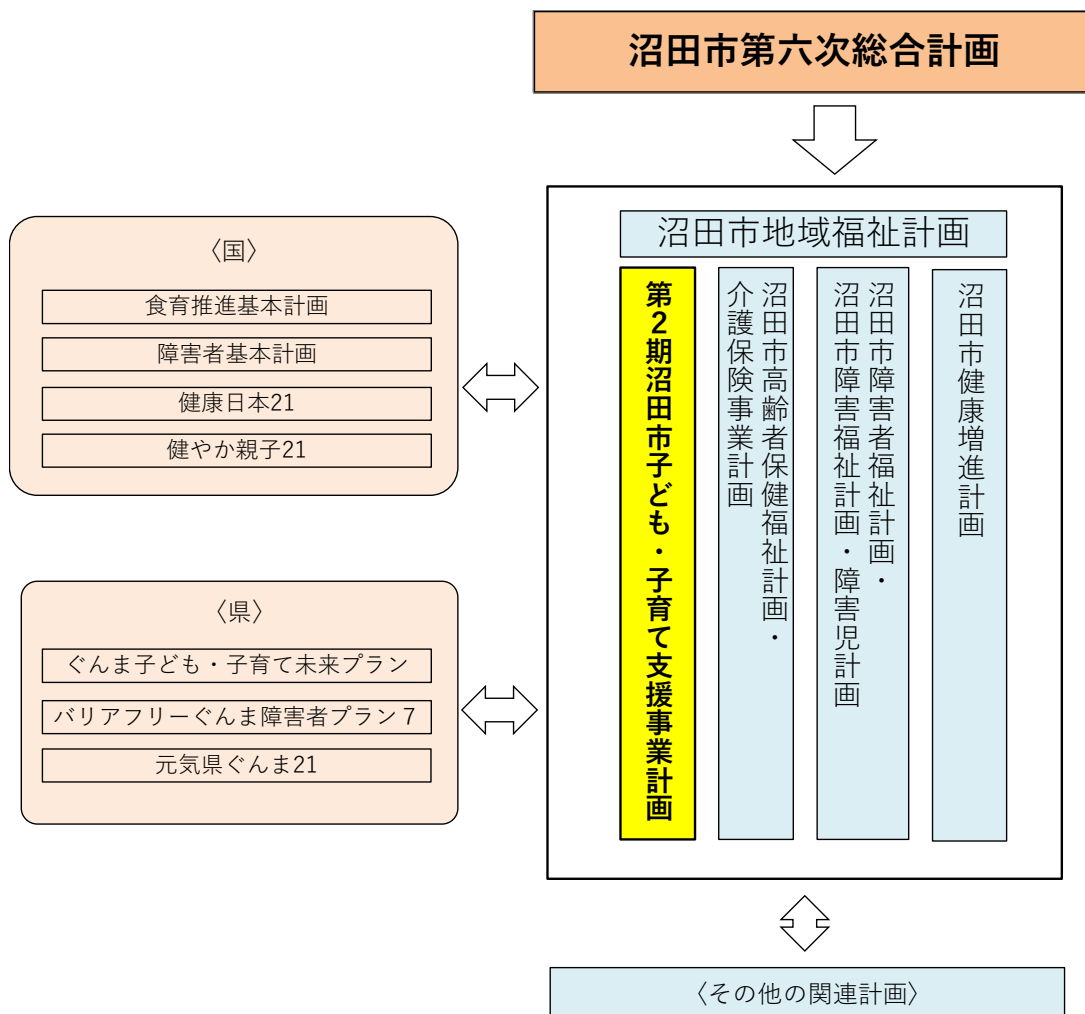 沼田市第六次総合計画
〈国〉
食育推進基本計画
障害者基本計画
健康日本21
健やか親子21
〈県〉
ぐんま子ども・子育て未来プラン
バリアフリーぐんま障害者プラン７
元気県ぐんま21
沼田市地域福祉計画
第２期沼田市子ども・子育て支援事業計画
沼田市高齢者保健福祉計画・
介護保険事業計画
沼田市障害者福祉計画・
沼田市障害福祉計画・障害児計画
沼田市健康増進計画
〈その他の関連計画〉